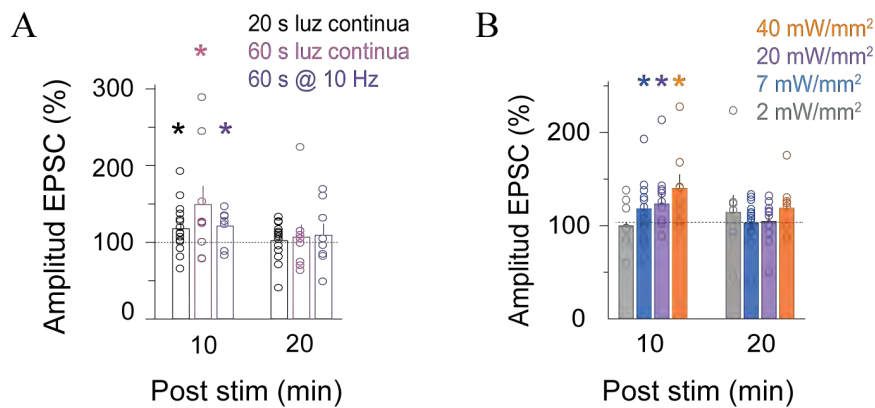 A
20 s luz continua
60 s luz continua
60 s @ 10 Hz
*
*
*
Amplitud EPSC (%)
300
200
100
0
10
20
Post stim (min)
B
40 mW/mm²
20 mW/mm²
7 mW/mm²
2 mW/mm²
* * *
Amplitud EPSC (%)
200
100
0
10
20
Post stim (min)